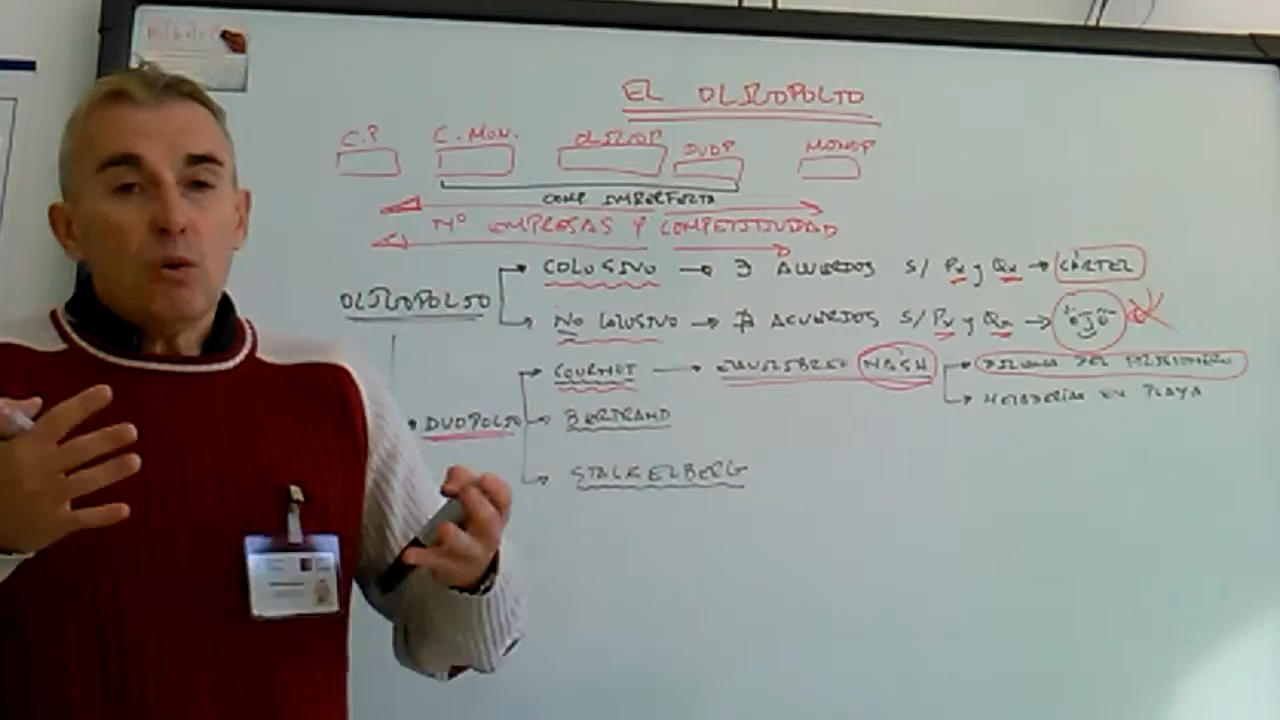 EL OLIGOPOLIO
C.P C. MON. OLIGOP DUOP MONOP
COMP IMPERFECTA
Nº EMPRESAS Y COMPETITIVIDAD
OLIGOPOLIO
COLUSIVO → ∃ ACUERDOS S/ Px y Qx → CÁRTEL
NO COLUSIVO → ∄ ACUERDOS S/ Px y Qx →
DUOPOLIO
COURNOT → EQUILIBRIO NASH
DILEMA DEL PRISIONERO
HELADERÍAS EN PLAYA
BERTRAND
STACKELBERG